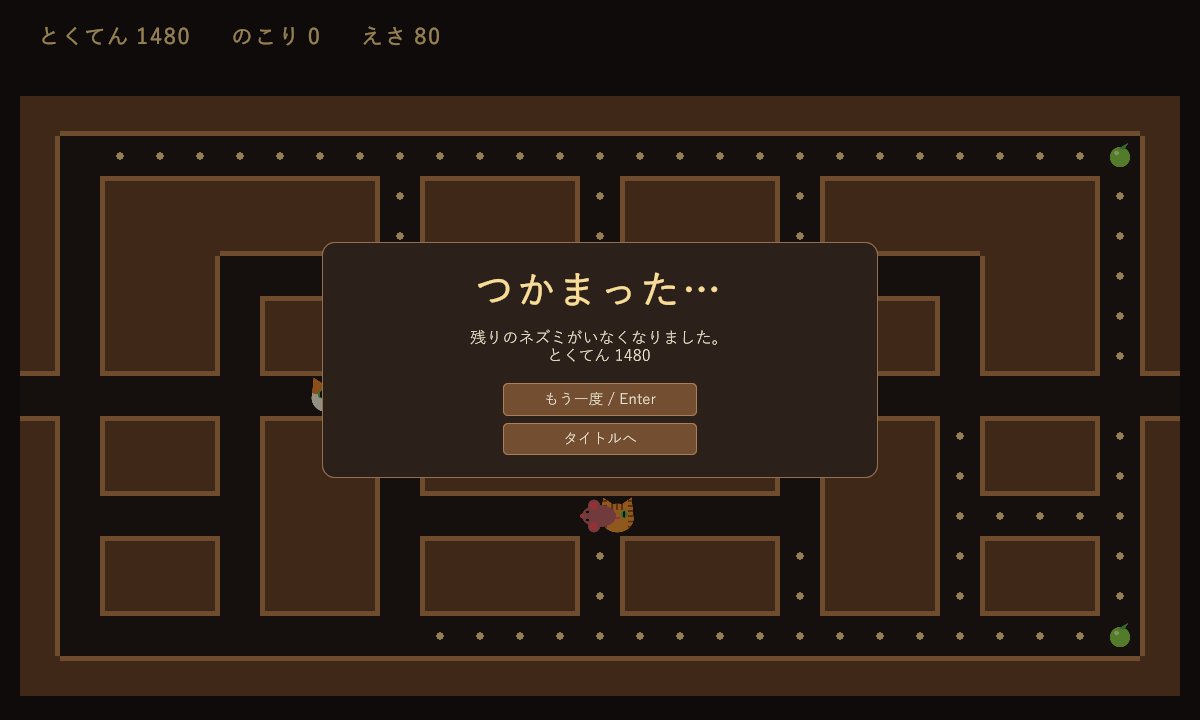 とくてん 1480 のこり 0 えさ 80
つかまった…
残りのネズミがいなくなりました。
とくてん 1480
もう一度 / Enter
タイトルへ